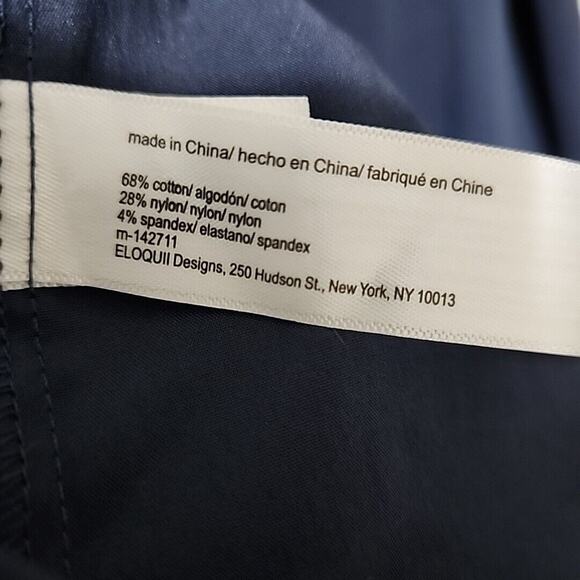 made in China/ hecho en China/ fabriqué en Chine
68% cotton/ algodón/ coton
28% nylon/ nylon/ nylon
4% spandex/ elastano/ spandex
m-142711
ELOQUII Designs, 250 Hudson St., New York, NY 10013